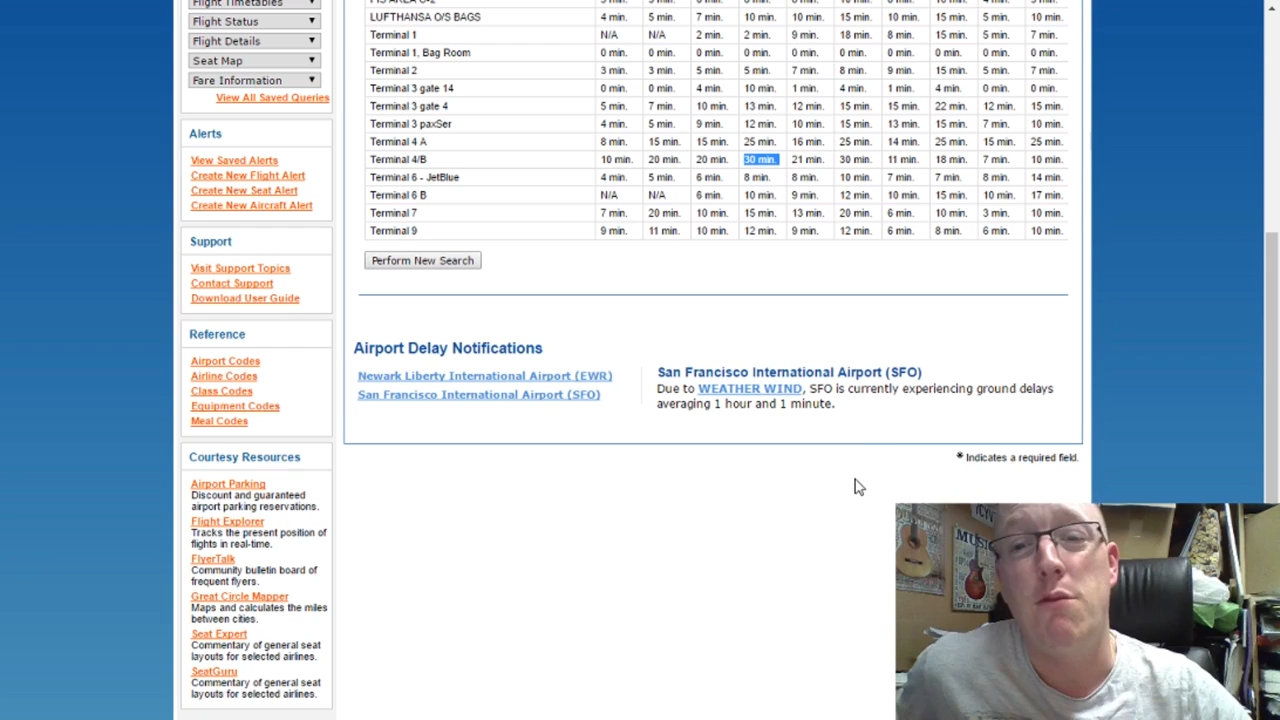 Flight Timetables
Flight Status
Flight Details
Seat Map
Fare Information
View All Saved Queries
Alerts
View Saved Alerts
Create New Flight Alert
Create New Seat Alert
Create New Aircraft Alert
Support
Visit Support Topics
Contact Support
Download User Guide
Reference
Airport Codes
Airline Codes
Class Codes
Equipment Codes
Meal Codes
Courtesy Resources
Airport Parking
Discount and guaranteed
airport parking reservations.
Flight Explorer
Tracks the present position of
flights in real-time.
FlyerTalk
Community bulletin board of
frequent flyers.
Great Circle Mapper
Maps and calculates the miles
between cities.
Seat Expert
Commentary of general seat
layouts for selected airlines.
SeatGuru
Commentary of general seat
layouts for selected airlines.
LUFTHANSA O/S BAGS 4 min. 5 min. 7 min. 10 min. 10 min. 15 min. 10 min. 15 min. 5 min. 10 min.
Terminal 1 N/A N/A 2 min. 2 min. 9 min. 18 min. 8 min. 15 min. 5 min. 7 min.
Terminal 1, Bag Room 0 min. 0 min. 0 min. 0 min. 0 min. 0 min. 0 min. 0 min. 0 min. 0 min.
Terminal 2 3 min. 3 min. 5 min. 5 min. 7 min. 8 min. 9 min. 15 min. 5 min. 7 min.
Terminal 3 gate 14 0 min. 0 min. 4 min. 10 min. 1 min. 4 min. 1 min. 4 min. 0 min. 0 min.
Terminal 3 gate 4 5 min. 7 min. 10 min. 13 min. 12 min. 15 min. 15 min. 22 min. 12 min. 15 min.
Terminal 3 paxSer 4 min. 5 min. 9 min. 12 min. 10 min. 15 min. 13 min. 15 min. 7 min. 10 min.
Terminal 4 A 8 min. 15 min. 15 min. 25 min. 16 min. 25 min. 14 min. 25 min. 15 min. 25 min.
Terminal 4/B 10 min. 20 min. 20 min. 30 min. 21 min. 30 min. 11 min. 18 min. 7 min. 10 min.
Terminal 6 - JetBlue 4 min. 5 min. 6 min. 8 min. 8 min. 10 min. 7 min. 7 min. 8 min. 14 min.
Terminal 6 B N/A N/A 6 min. 10 min. 9 min. 12 min. 10 min. 15 min. 10 min. 17 min.
Terminal 7 7 min. 20 min. 10 min. 15 min. 13 min. 20 min. 6 min. 10 min. 3 min. 10 min.
Terminal 9 9 min. 11 min. 10 min. 12 min. 9 min. 12 min. 6 min. 8 min. 6 min. 10 min.
Perform New Search
Airport Delay Notifications
Newark Liberty International Airport (EWR)
San Francisco International Airport (SFO)
San Francisco International Airport (SFO)
Due to WEATHER WIND, SFO is currently experiencing ground delays
averaging 1 hour and 1 minute.
* Indicates a required field.
MUSIC